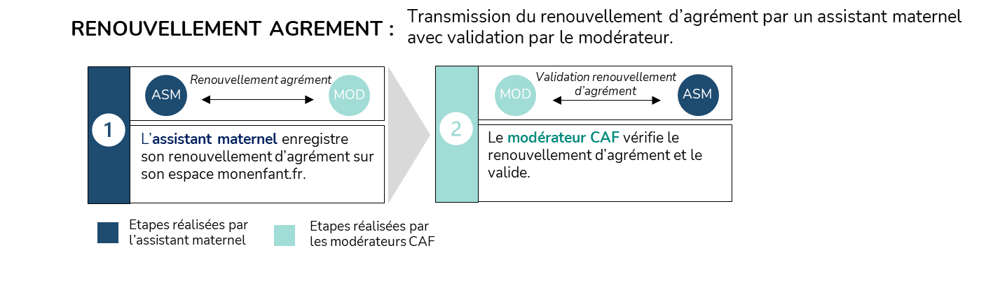 RENOUVELLEMENT AGREMENT :
Transmission du renouvellement d’agrément par un assistant maternel
avec validation par le modérateur.
1
ASM
Renouvellement agrément
MOD
L’assistant maternel enregistre
son renouvellement d’agrément sur
son espace monenfant.fr.
2
MOD
Validation renouvellement
d’agrément
ASM
Le modérateur CAF vérifie le
renouvellement d’agrément et le
valide.
Etapes réalisées par
l’assistant maternel
Etapes réalisées par
les modérateurs CAF